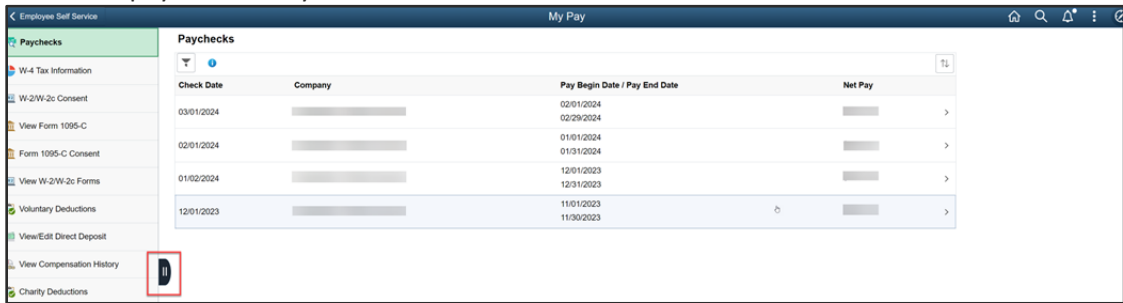 Employee Self Service
My Pay
Paychecks
W-4 Tax Information
W-2/W-2c Consent
View Form 1095-C
Form 1095-C Consent
View W-2/W-2c Forms
Voluntary Deductions
View/Edit Direct Deposit
View Compensation History
Charity Deductions
Paychecks
Check Date Company Pay Begin Date / Pay End Date Net Pay
03/01/2024 02/01/2024
02/29/2024
02/01/2024 01/01/2024
01/31/2024
01/02/2024 12/01/2023
12/31/2023
12/01/2023 11/01/2023
11/30/2023